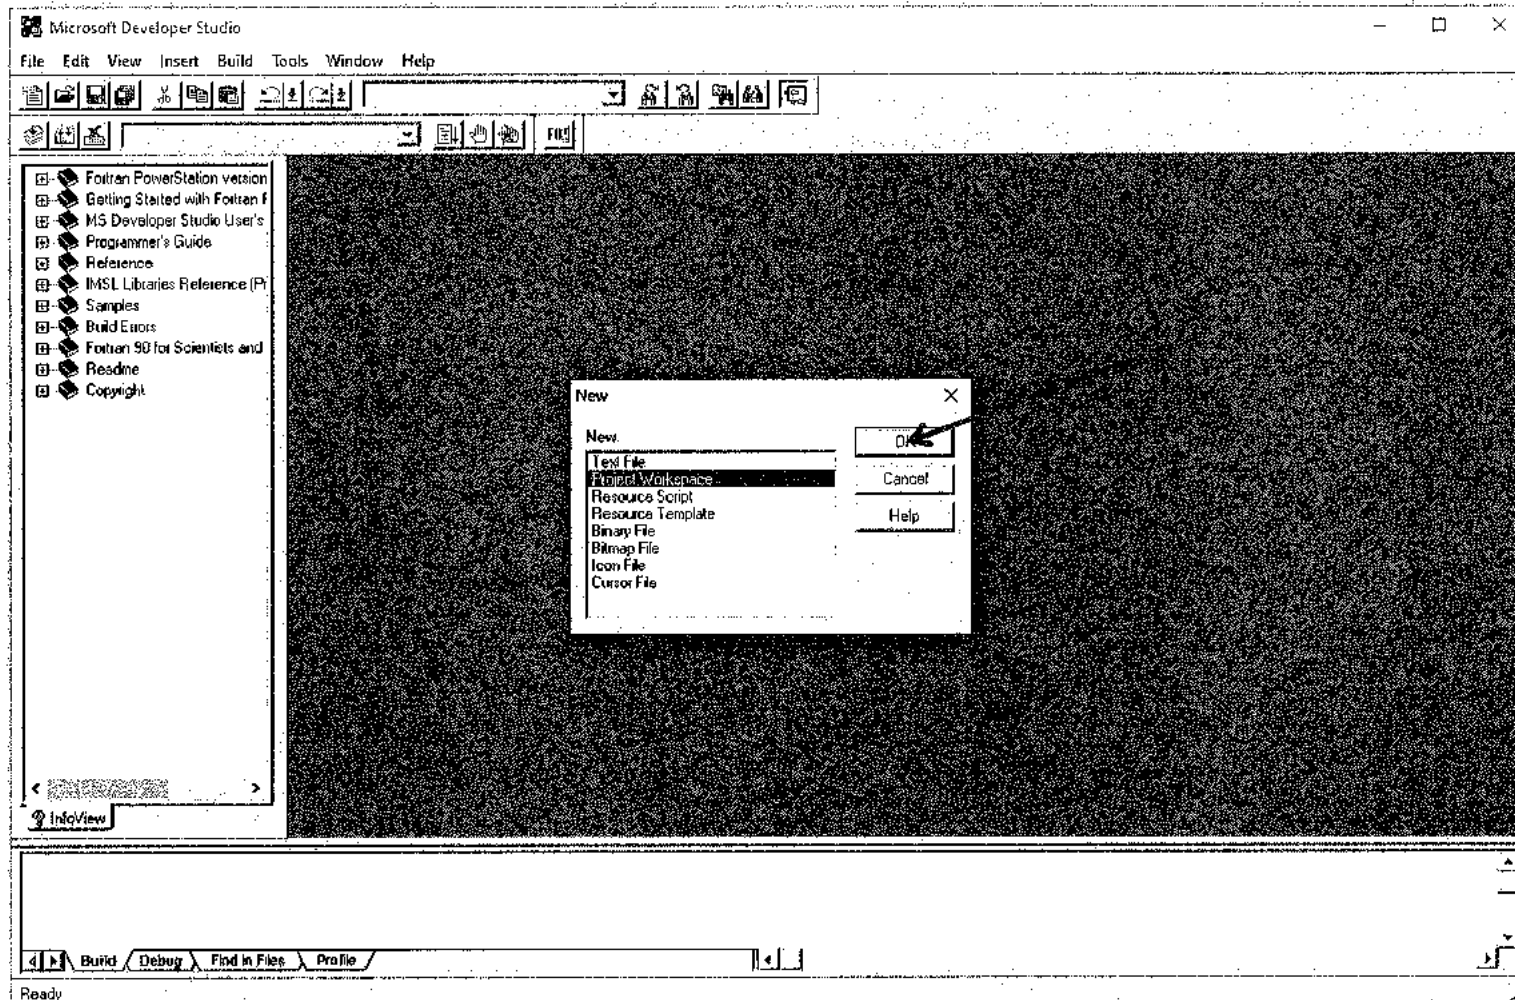 Microsoft Developer Studio
File Edit View Insert Build Tools Window Help
Fortran PowerStation version
Getting Started with Fortran F
MS Developer Studio User's
Programmer's Guide
Reference
IMSL Libraries Reference (Pr
Samples
Build Errors
Fortran 90 for Scientists and
Readme
Copyright
InfoView
New
New
OK
Text File
Project Workspace
Resource Script
Resource Template
Binary File
Bitmap File
Icon File
Cursor File
Cancel
Help
Build Debug Find in Files Profile
Ready